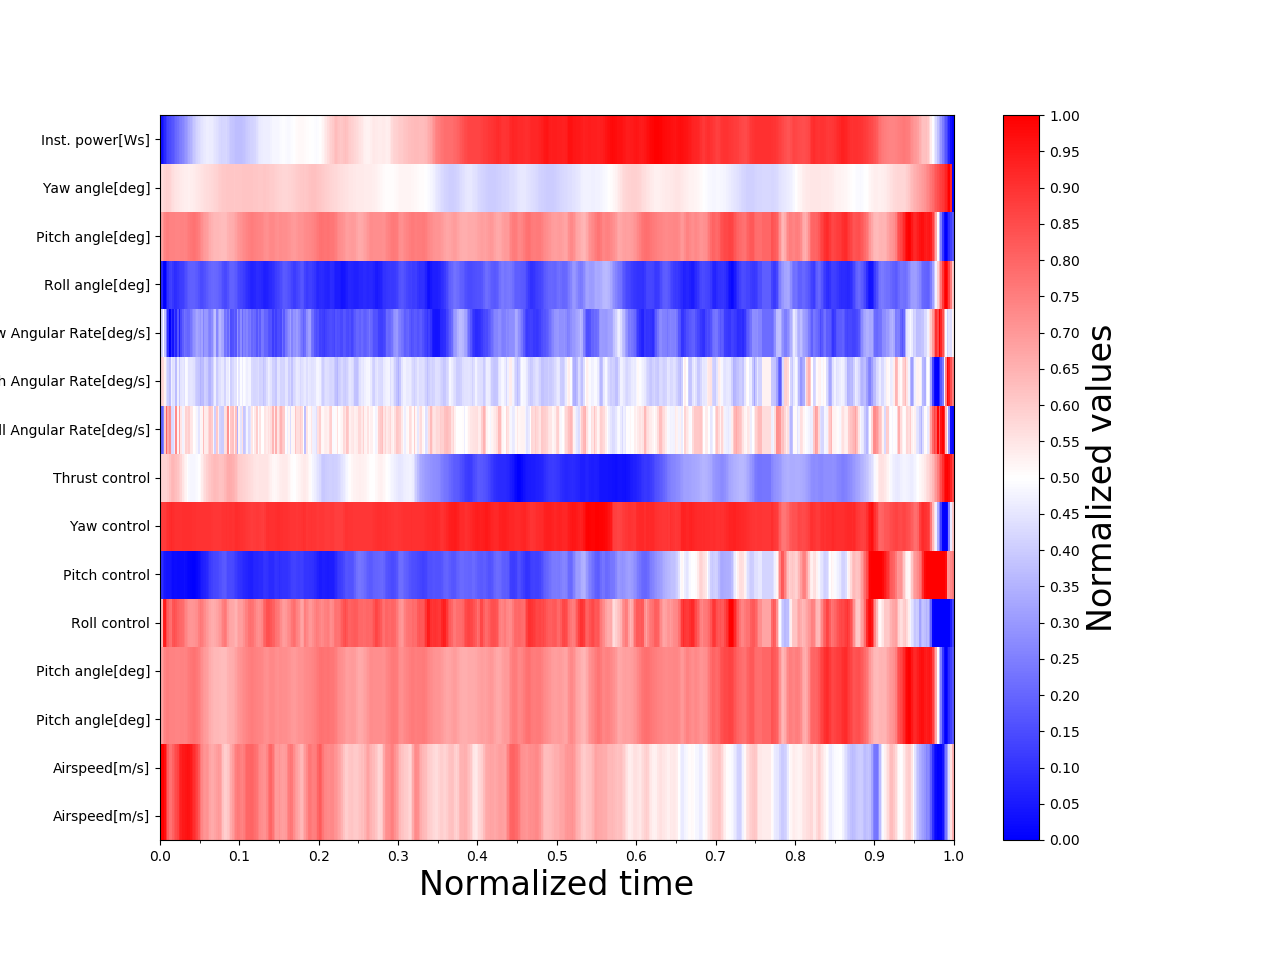 Inst. power[Ws]
Yaw angle[deg]
Pitch angle[deg]
Roll angle[deg]
w Angular Rate[deg/s]
h Angular Rate[deg/s]
ll Angular Rate[deg/s]
Thrust control
Yaw control
Pitch control
Roll control
Pitch angle[deg]
Pitch angle[deg]
Airspeed[m/s]
Airspeed[m/s]
0.0 0.1 0.2 0.3 0.4 0.5 0.6 0.7 0.8 0.9 1.0
Normalized time
1.00
0.95
0.90
0.85
0.80
0.75
0.70
0.65
0.60
0.55
0.50
0.45
0.40
0.35
0.30
0.25
0.20
0.15
0.10
0.05
0.00
Normalized values